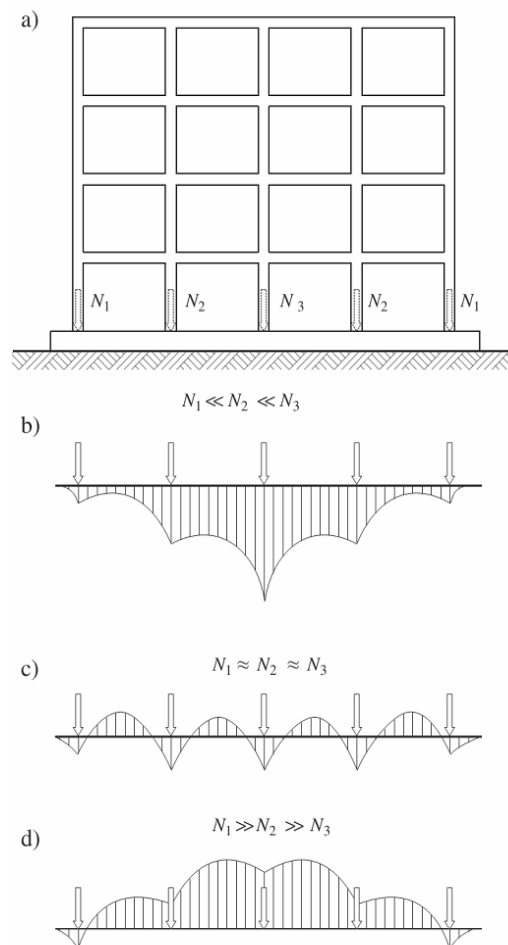 a)
N₁ N₂ N₃ N₂ N₁
N₁ ≪ N₂ ≪ N₃
b)
N₁ ≈ N₂ ≈ N₃
c)
N₁ ≫ N₂ ≫ N₃
d)